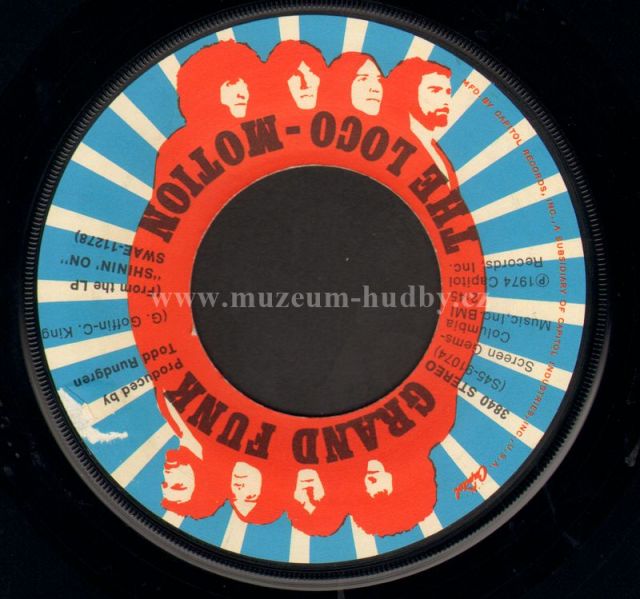 THE LOCO-MOTION
GRAND FUNK
MFD. BY CAPITOL RECORDS, INC., A SUBSIDIARY OF CAPITOL INDUSTRIES, INC., U.S.A.
Capitol
3840 STEREO
(S45-91074)
Screen Gems-
Columbia
Music, Inc. BMI
℗1974 Capitol
Records, Inc.
Produced by
Todd Rundgren
(G. Goffin-C. King
(From the LP
"SHININ' ON"
SWAE-11278)
www.muzeum-hudby.cz